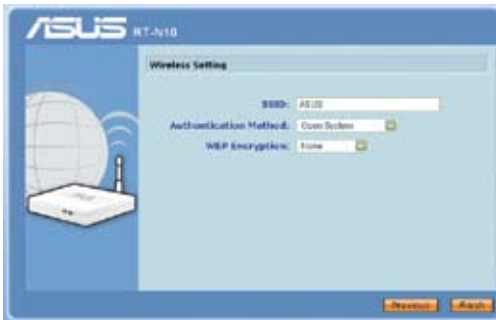 ASUS RT-N10
Wireless Setting
SSID: ASUS
Authentication Method: Open System
WEP Encryption: None
Previous Finish